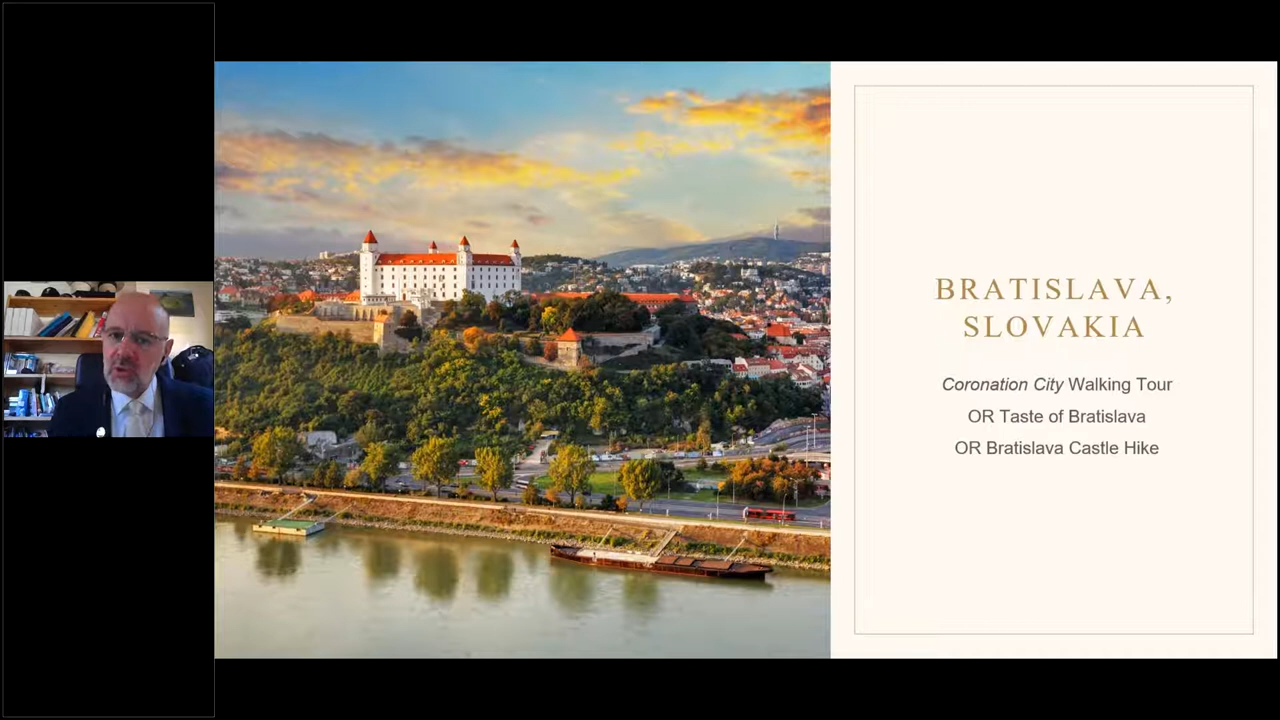 BRATISLAVA,
SLOVAKIA
Coronation City Walking Tour
OR Taste of Bratislava
OR Bratislava Castle Hike